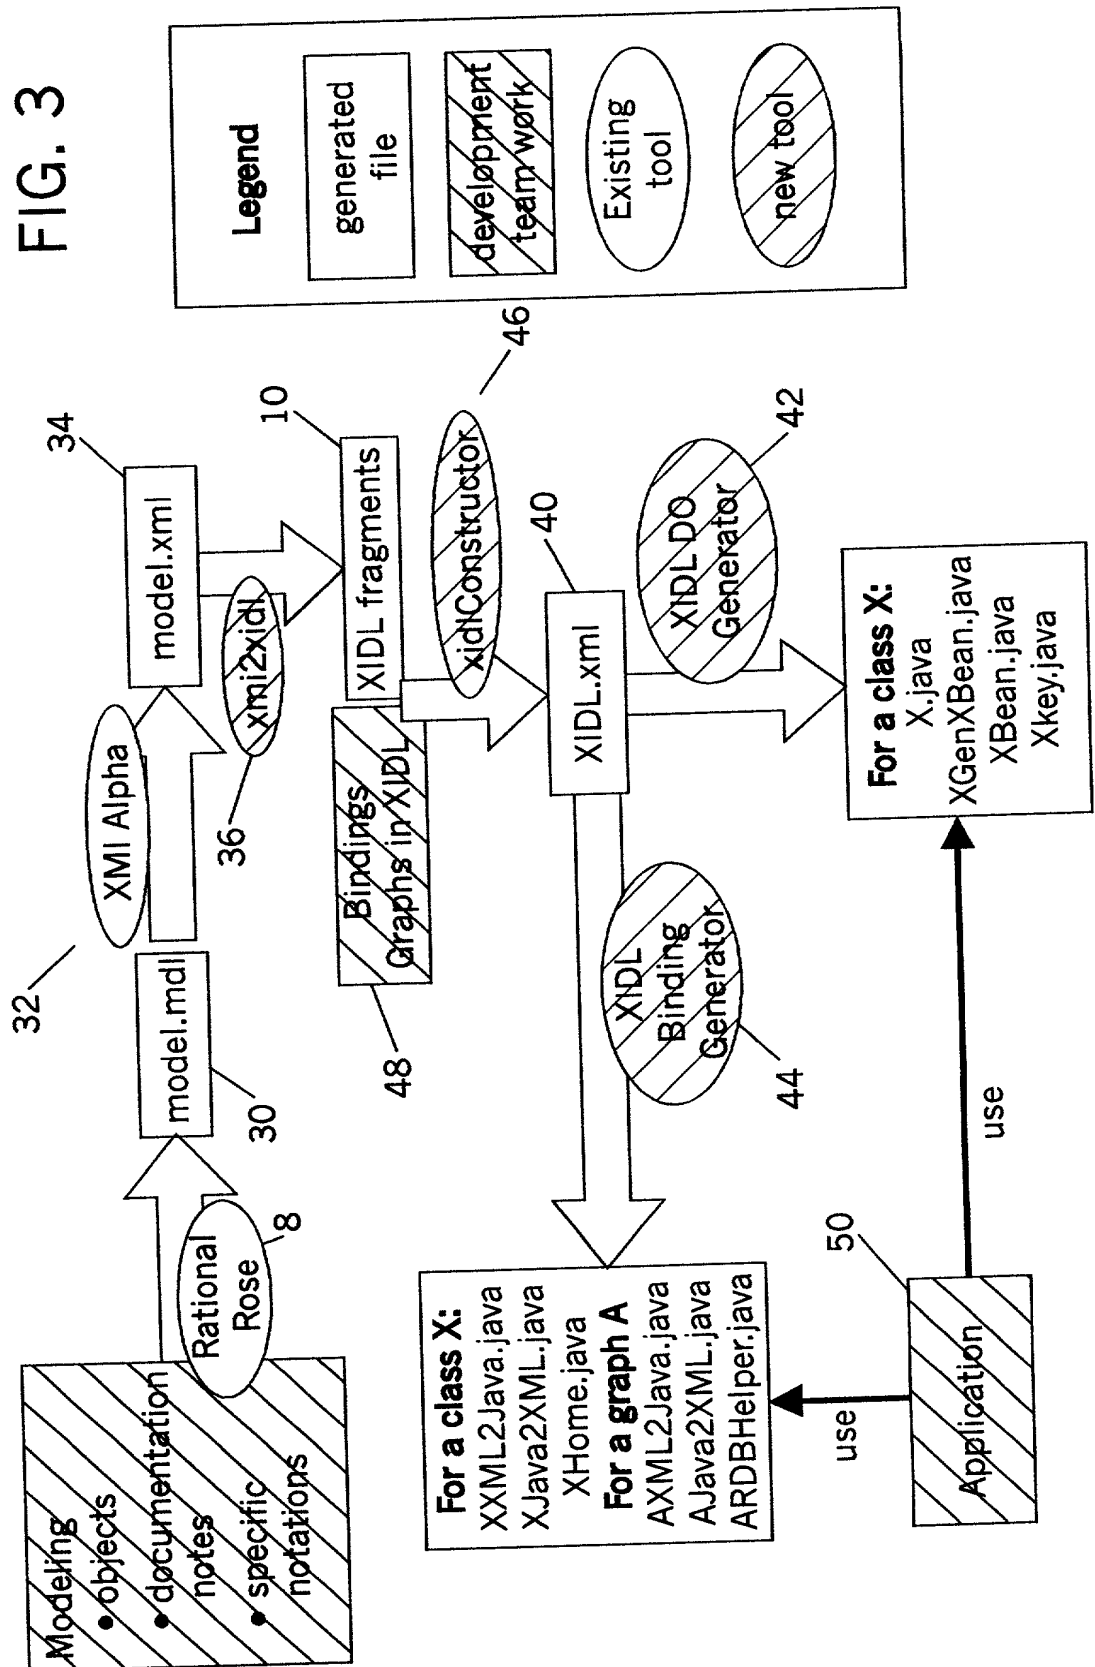 FIG. 3
Modeling
• objects
• documentation
notes
• specific
notations
Rational
Rose
8
model.mdl
30
XMI Alpha
32
model.xml
34
xmi2xidl
36
XIDL fragments
10
Bindings
Graphs in XIDL
48
xidlConstructor
46
XIDL.xml
40
XIDL DO
Generator
42
XIDL
Binding
Generator
44
For a class X:
XXML2Java.java
XJava2XML.java
XHome.java
For a graph A
AXML2Java.java
AJava2XML.java
ARDBHelper.java
For a class X:
X.java
XGenXBean.java
XBean.java
Xkey.java
Application
50
use
use
Legend
generated
file
development
team work
Existing
tool
new tool